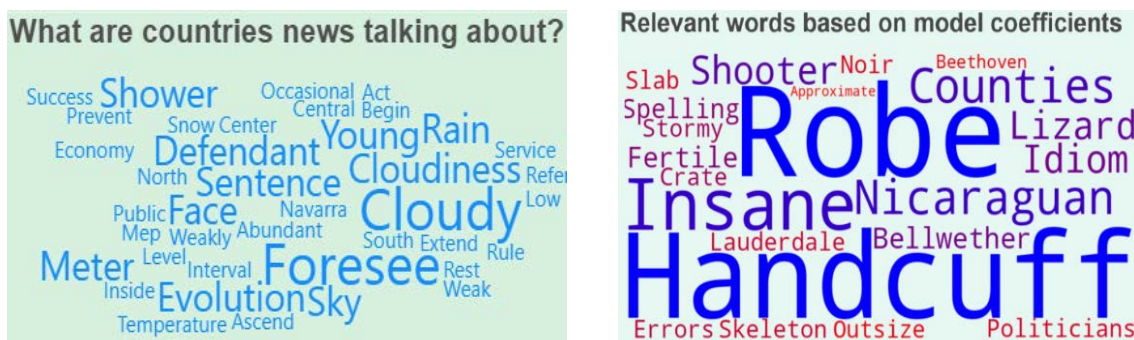 What are countries news talking about?
Success Shower Occasional Act
Prevent Central Begin
Snow Center Young Rain
Economy Defendant Cloudiness Service
North Sentence Refer
Public Face Navarra Cloudy Low
Mep Weakly Abundant
South Extend Rule
Meter Level Interval Foresee Rest
Inside Evolution Sky Weak
Temperature Ascend
Relevant words based on model coefficients
Slab Shooter Noir Beethoven
Approximate Counties
Spelling Robe
Stormy Lizard
Fertile Idiom
Crate
Insane Nicaraguan
Lauderdale Bellwether
Handcuff
Errors Skeleton Outsize Politicians